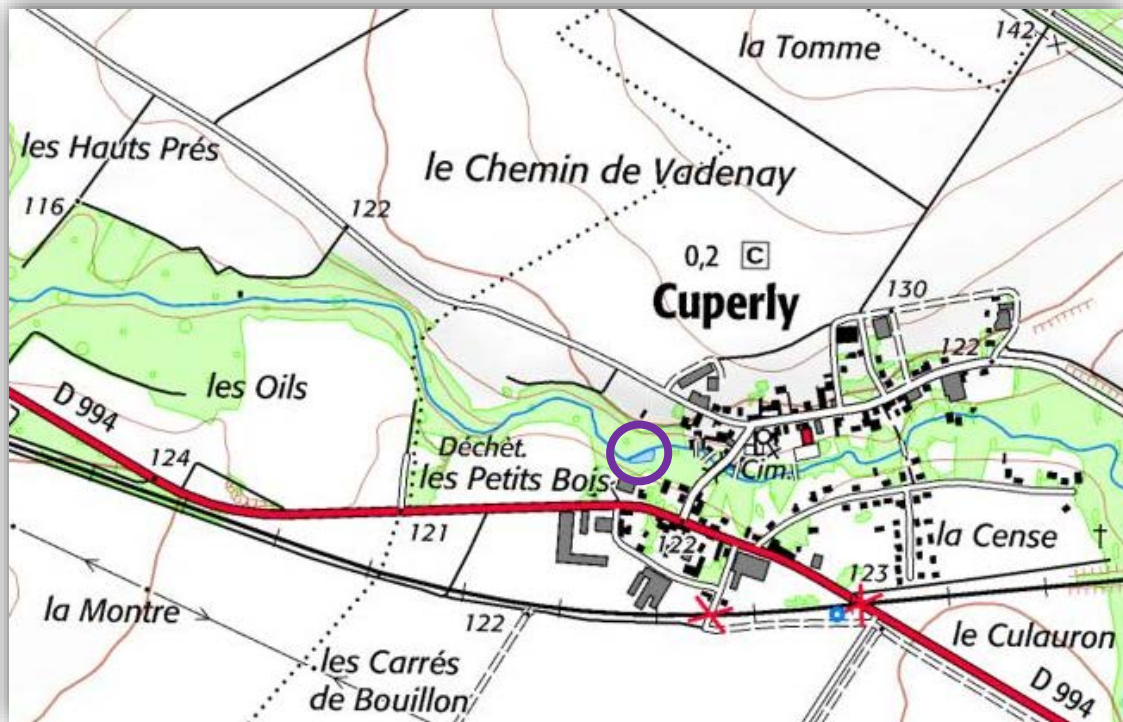 142
la Tomme
les Hauts Prés
le Chemin de Vadenay
116
122
0,2 C
Cuperly
130
122
les Oils
D 994
Déchèt.
124
les Petits Bois
Cim.
121
122
la Cense
123
la Montre
122
le Culauron
les Carrés
de Bouillon
D 994